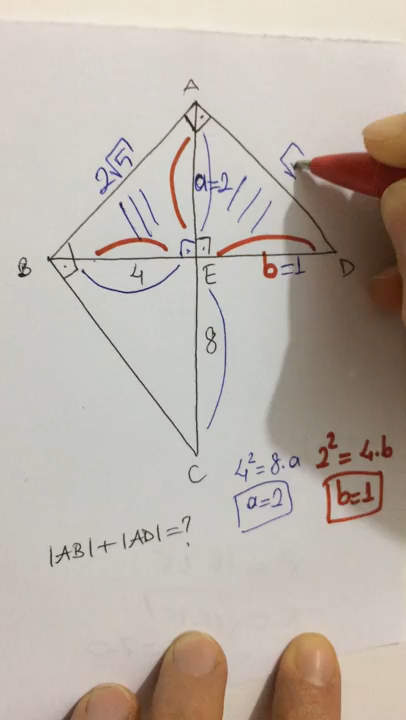 A
2√5
a=2
B
4
E
b=1
D
8
C
4²=8·a
a=2
2²=4·b
b=1
|AB|+|AD|=?